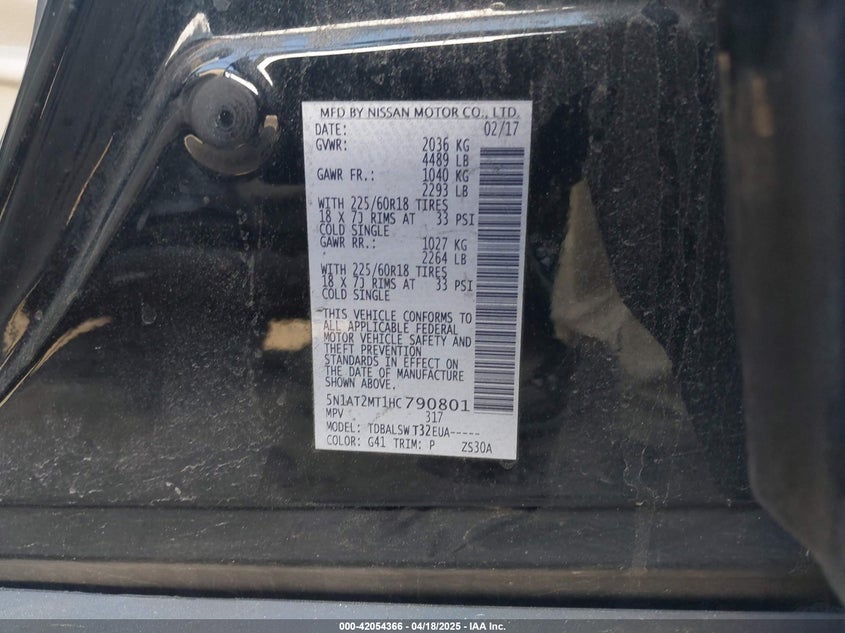 MFD BY NISSAN MOTOR CO., LTD.
DATE: 02/17
GVWR: 2036 KG
4489 LB
GAWR FR.: 1040 KG
2293 LB
WITH 225/60R18 TIRES
18 X 7J RIMS AT 33 PSI
COLD SINGLE
GAWR RR.: 1027 KG
2264 LB
WITH 225/60R18 TIRES
18 X 7J RIMS AT 33 PSI
COLD SINGLE
THIS VEHICLE CONFORMS TO
ALL APPLICABLE FEDERAL
MOTOR VEHICLE SAFETY AND
THEFT PREVENTION
STANDARDS IN EFFECT ON
THE DATE OF MANUFACTURE
SHOWN ABOVE.
5N1AT2MT1HC790801
MPV 317
MODEL: TDBALSW T32EUA-----
COLOR: G41 TRIM: P ZS30A
000-42054366 - 04/18/2025 - IAA Inc.